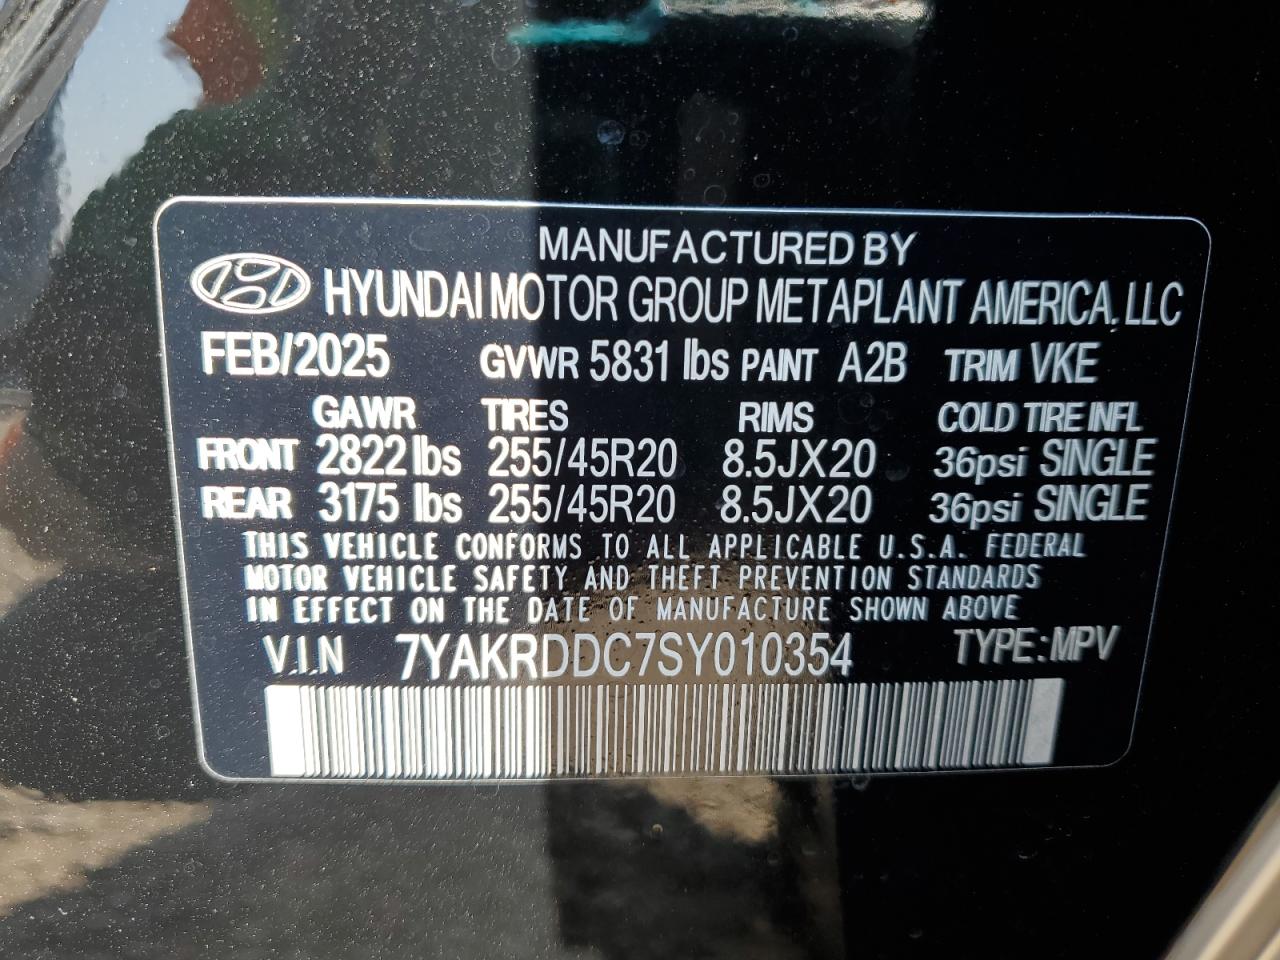 MANUFACTURED BY
HYUNDAI MOTOR GROUP METAPLANT AMERICA, LLC
FEB/2025 GVWR 5831 lbs PAINT A2B TRIM VKE
GAWR TIRES RIMS COLD TIRE INFL
FRONT 2822 lbs 255/45R20 8.5JX20 36psi SINGLE
REAR 3175 lbs 255/45R20 8.5JX20 36psi SINGLE
THIS VEHICLE CONFORMS TO ALL APPLICABLE U.S.A. FEDERAL
MOTOR VEHICLE SAFETY AND THEFT PREVENTION STANDARDS
IN EFFECT ON THE DATE OF MANUFACTURE SHOWN ABOVE
V.I.N 7YAKRDDC7SY010354 TYPE: MPV